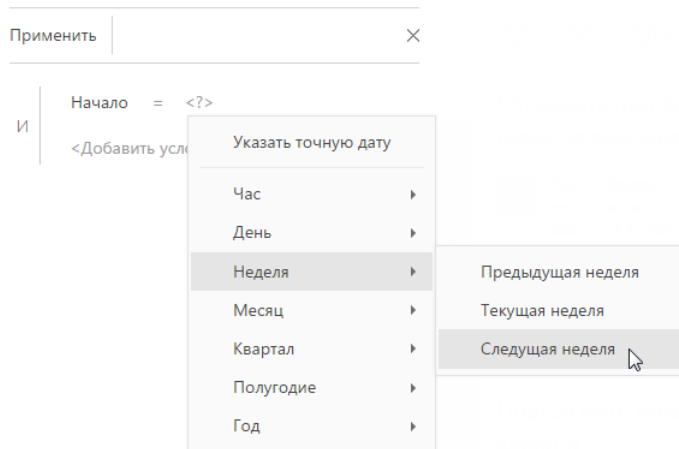 Применить
Начало = <?>
И
<Добавить усло
Указать точную дату
Час
День
Неделя
Месяц
Квартал
Полугодие
Год
Предыдущая неделя
Текущая неделя
Следущая неделя